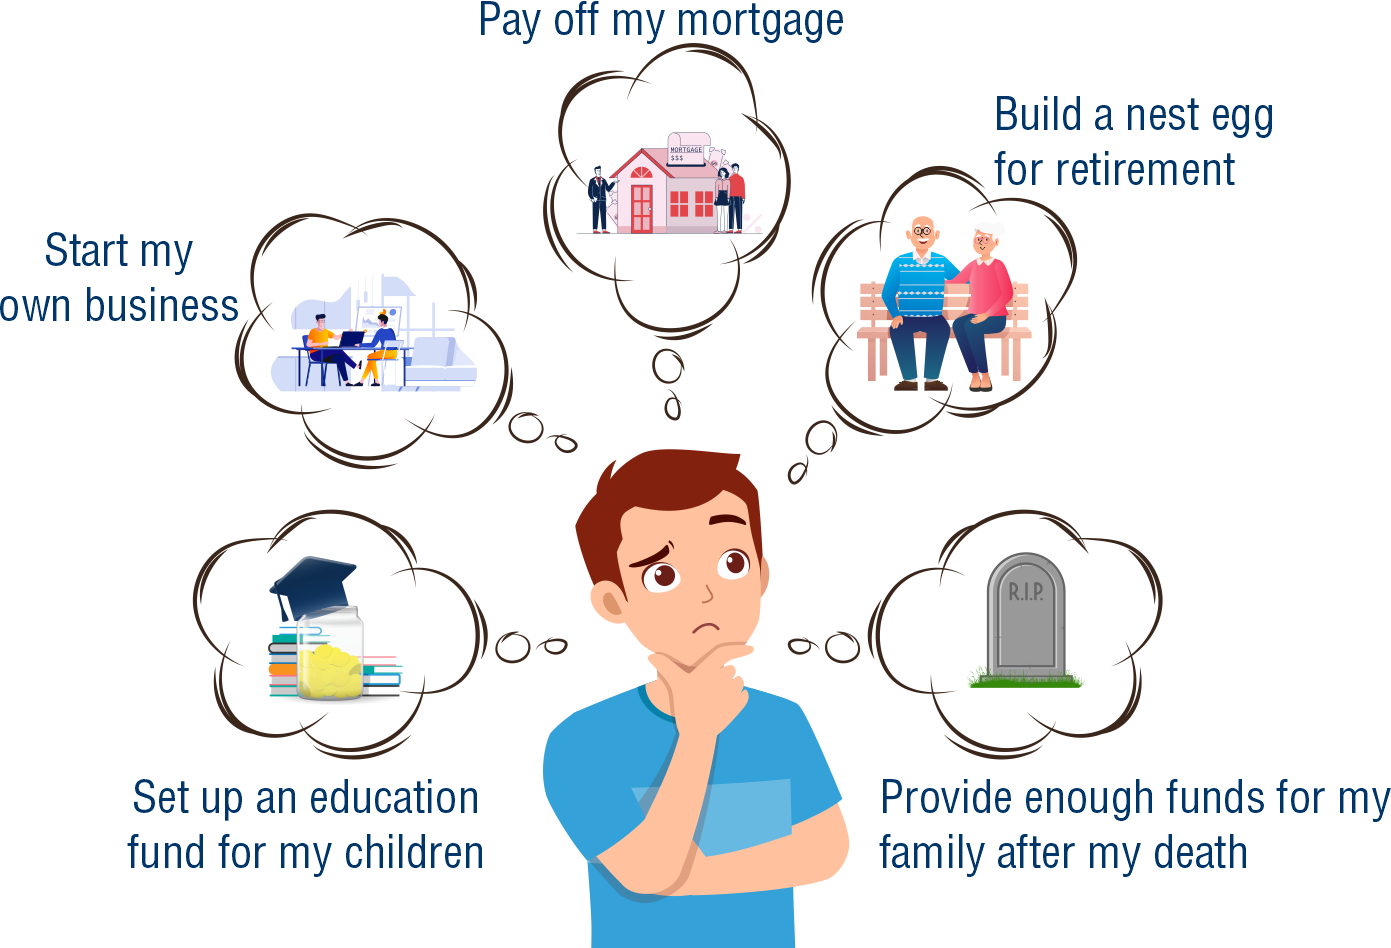 Pay off my mortgage
MORTGAGE
$$$
Build a nest egg
for retirement
Start my
own business
R.I.P.
Set up an education
fund for my children
Provide enough funds for my
family after my death